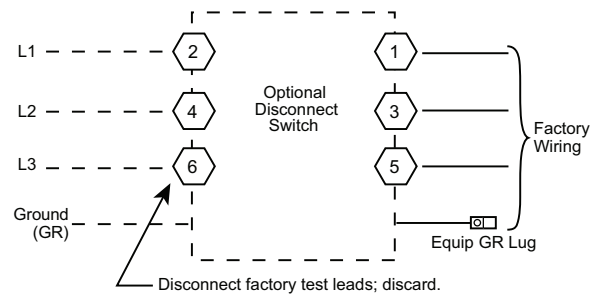 L1
2
1
Optional
Disconnect
Switch
L2
4
3
Factory
Wiring
L3
6
5
Ground
(GR)
Equip GR Lug
Disconnect factory test leads; discard.